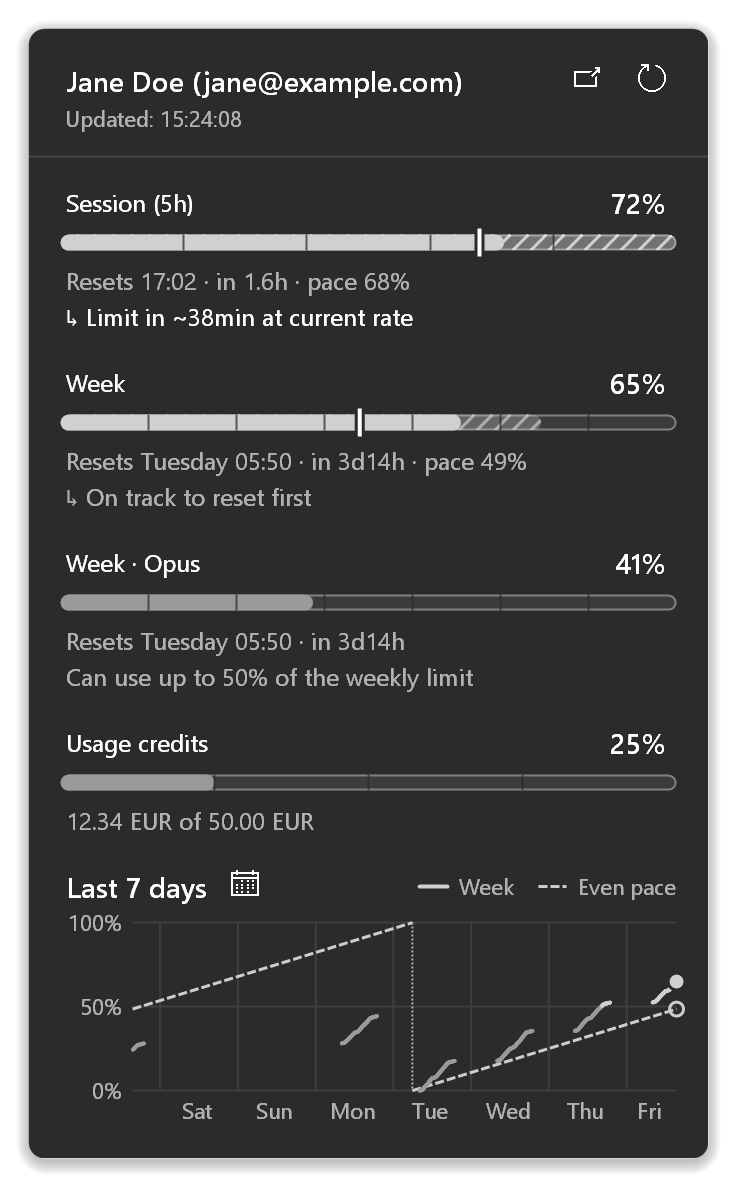 Jane Doe (jane@example.com)
Updated: 15:24:08
Session (5h) 72%
Resets 17:02 · in 1.6h · pace 68%
↳ Limit in ~38min at current rate
Week 65%
Resets Tuesday 05:50 · in 3d14h · pace 49%
↳ On track to reset first
Week · Opus 41%
Resets Tuesday 05:50 · in 3d14h
Can use up to 50% of the weekly limit
Usage credits 25%
12.34 EUR of 50.00 EUR
Last 7 days Week Even pace
100%
50%
0%
Sat Sun Mon Tue Wed Thu Fri